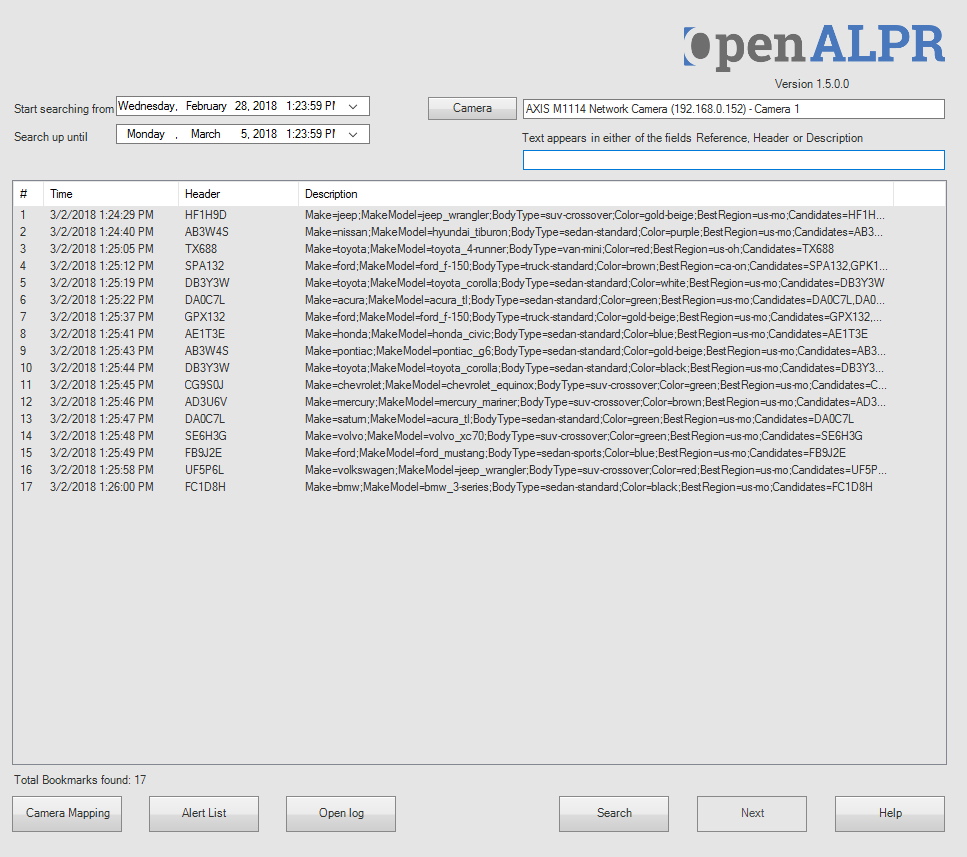 openALPR
Version 1.5.0.0
Start searching from Wednesday, February 28, 2018 1:23:59 PM
Camera
AXIS M1114 Network Camera (192.168.0.152) - Camera 1
Search up until Monday , March 5, 2018 1:23:59 PM
Text appears in either of the fields Reference, Header or Description
# Time Header Description
1 3/2/2018 1:24:29 PM HF1H9D Make=jeep;MakeModel=jeep_wrangler;BodyType=suv-crossover;Color=gold-beige;BestRegion=us-mo;Candidates=HF1H...
2 3/2/2018 1:24:40 PM AB3W4S Make=nissan;MakeModel=hyundai_tiburon;BodyType=sedan-standard;Color=purple;BestRegion=us-mo;Candidates=AB3...
3 3/2/2018 1:25:05 PM TX688 Make=toyota;MakeModel=toyota_4-runner;BodyType=van-mini;Color=red;BestRegion=us-oh;Candidates=TX688
4 3/2/2018 1:25:12 PM SPA132 Make=ford;MakeModel=ford_f-150;BodyType=truck-standard;Color=brown;BestRegion=ca-on;Candidates=SPA132,GPK1...
5 3/2/2018 1:25:19 PM DB3Y3W Make=toyota;MakeModel=toyota_corolla;BodyType=sedan-standard;Color=white;BestRegion=us-mo;Candidates=DB3Y3W
6 3/2/2018 1:25:22 PM DA0C7L Make=acura;MakeModel=acura_tl;BodyType=sedan-standard;Color=green;BestRegion=us-mo;Candidates=DA0C7L,DA0...
7 3/2/2018 1:25:37 PM GPX132 Make=ford;MakeModel=ford_f-150;BodyType=truck-standard;Color=gold-beige;BestRegion=us-mo;Candidates=GPX132,...
8 3/2/2018 1:25:41 PM AE1T3E Make=honda;MakeModel=honda_civic;BodyType=sedan-standard;Color=blue;BestRegion=us-mo;Candidates=AE1T3E
9 3/2/2018 1:25:43 PM AB3W4S Make=pontiac;MakeModel=pontiac_g6;BodyType=sedan-standard;Color=gold-beige;BestRegion=us-mo;Candidates=AB3...
10 3/2/2018 1:25:44 PM DB3Y3W Make=toyota;MakeModel=toyota_corolla;BodyType=sedan-standard;Color=black;BestRegion=us-mo;Candidates=DB3Y3...
11 3/2/2018 1:25:45 PM CG9S0J Make=chevrolet;MakeModel=chevrolet_equinox;BodyType=suv-crossover;Color=green;BestRegion=us-mo;Candidates=C...
12 3/2/2018 1:25:46 PM AD3U6V Make=mercury;MakeModel=mercury_mariner;BodyType=suv-crossover;Color=brown;BestRegion=us-mo;Candidates=AD3...
13 3/2/2018 1:25:47 PM DA0C7L Make=saturn;MakeModel=acura_tl;BodyType=sedan-standard;Color=green;BestRegion=us-mo;Candidates=DA0C7L
14 3/2/2018 1:25:48 PM SE6H3G Make=volvo;MakeModel=volvo_xc70;BodyType=suv-crossover;Color=green;BestRegion=us-mo;Candidates=SE6H3G
15 3/2/2018 1:25:49 PM FB9J2E Make=ford;MakeModel=ford_mustang;BodyType=sedan-sports;Color=blue;BestRegion=us-mo;Candidates=FB9J2E
16 3/2/2018 1:25:58 PM UF5P6L Make=volkswagen;MakeModel=jeep_wrangler;BodyType=suv-crossover;Color=red;BestRegion=us-mo;Candidates=UF5P...
17 3/2/2018 1:26:00 PM FC1D8H Make=bmw;MakeModel=bmw_3-series;BodyType=sedan-standard;Color=black;BestRegion=us-mo;Candidates=FC1D8H
Total Bookmarks found: 17
Camera Mapping
Alert List
Open log
Search
Next
Help